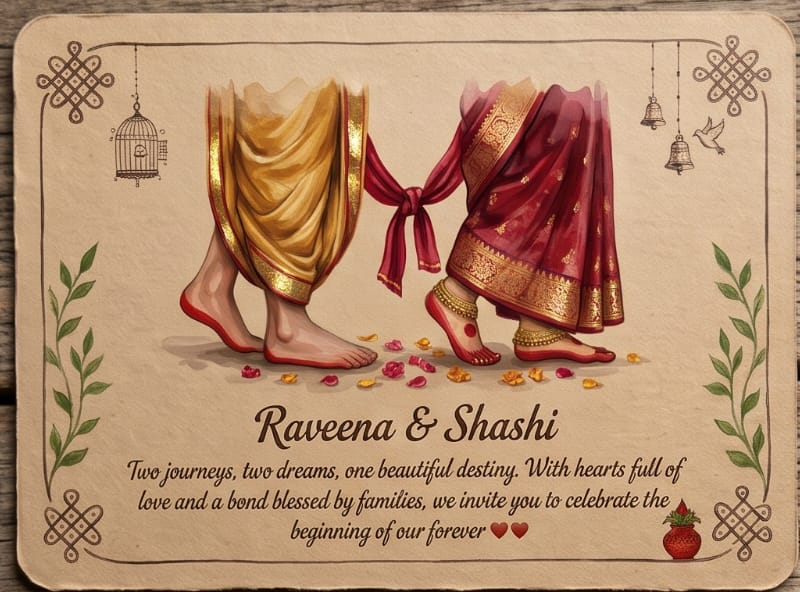 Raveena & Shashi
Two journeys, two dreams, one beautiful destiny. With hearts full of
love and a bond blessed by families, we invite you to celebrate the
beginning of our forever ♥♥